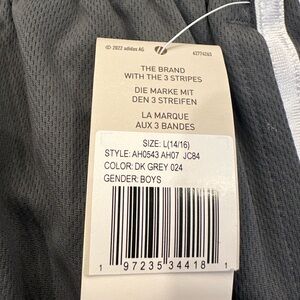 © 2022 adidas AG
THE BRAND
WITH THE 3 STRIPES
DIE MARKE MIT
DEN 3 STREIFEN
LA MARQUE
AUX 3 BANDES
SIZE: L(14/16)
STYLE: AH0543 AH07 JC84
COLOR: DK GREY 024
GENDER: BOYS
1 97235 34418 1